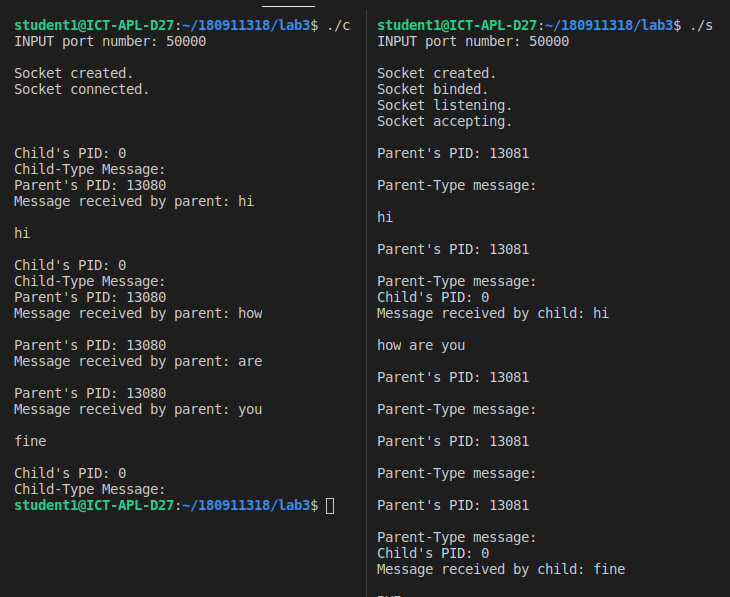 student1@ICT-APL-D27:~/180911318/lab3$ ./c
INPUT port number: 50000
Socket created.
Socket connected.
Child's PID: 0
Child-Type Message:
Parent's PID: 13080
Message received by parent: hi
hi
Child's PID: 0
Child-Type Message:
Parent's PID: 13080
Message received by parent: how
Parent's PID: 13080
Message received by parent: are
Parent's PID: 13080
Message received by parent: you
fine
Child's PID: 0
Child-Type Message:
student1@ICT-APL-D27:~/180911318/lab3$
student1@ICT-APL-D27:~/180911318/lab3$ ./s
INPUT port number: 50000
Socket created.
Socket binded.
Socket listening.
Socket accepting.
Parent's PID: 13081
Parent-Type message:
hi
Parent's PID: 13081
Parent-Type message:
Child's PID: 0
Message received by child: hi
how are you
Parent's PID: 13081
Parent-Type message:
Parent's PID: 13081
Parent-Type message:
Parent's PID: 13081
Parent-Type message:
Child's PID: 0
Message received by child: fine